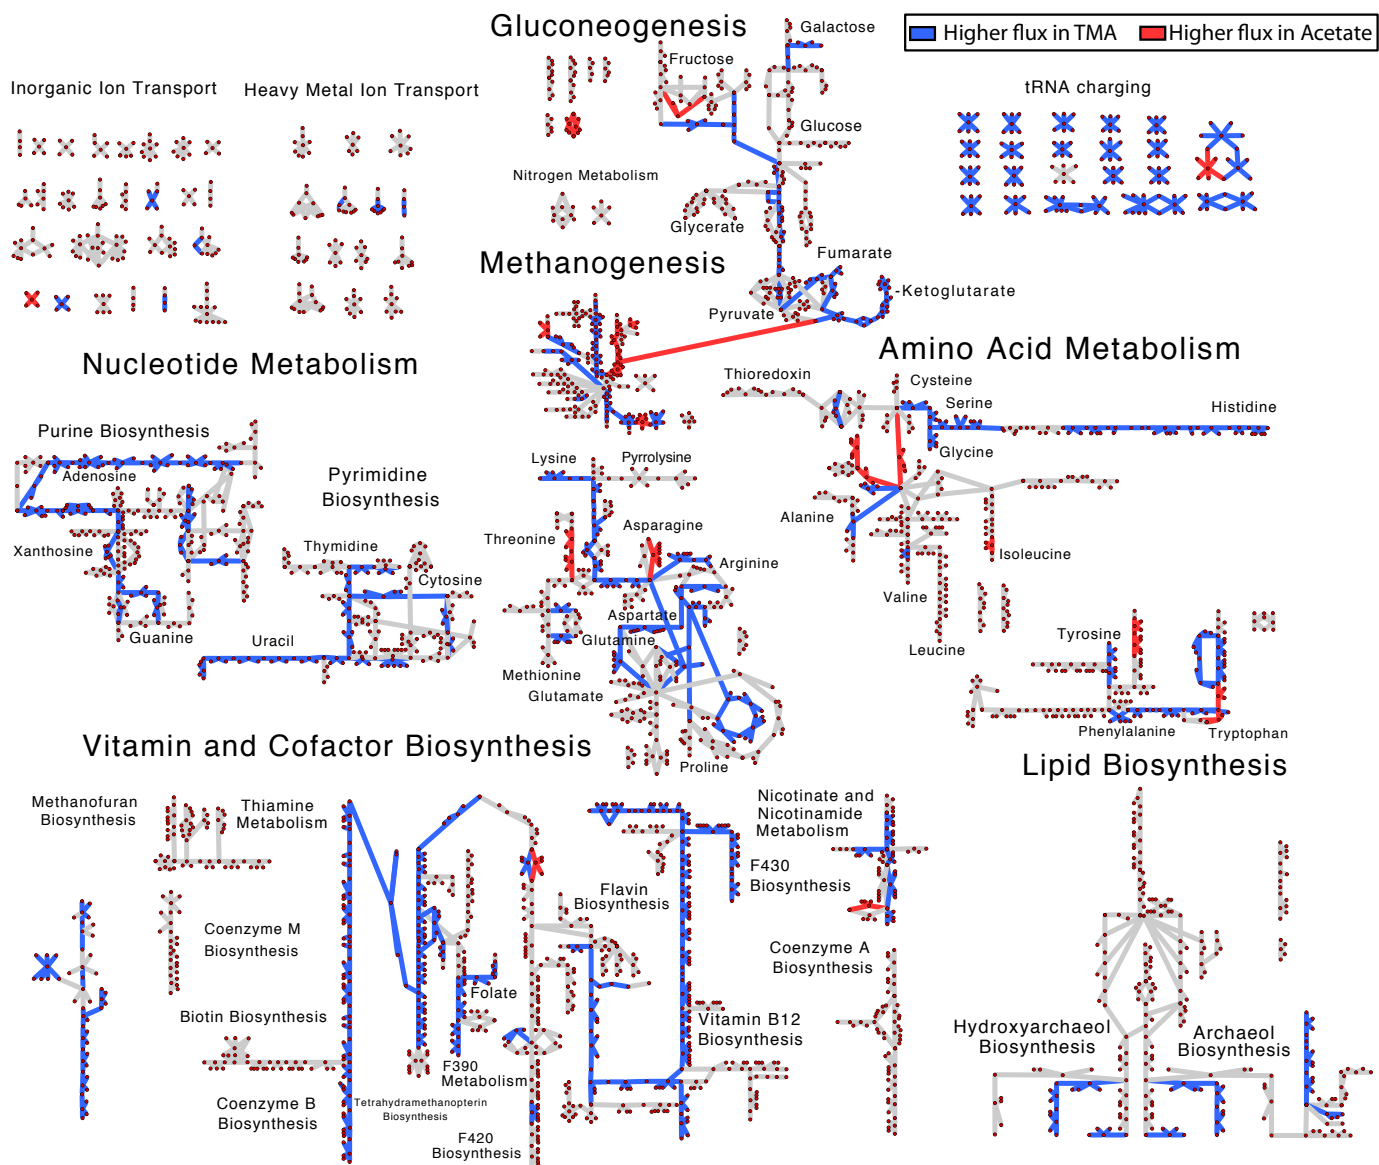 Gluconeogenesis
Galactose
Higher flux in TMA
Higher flux in Acetate
Fructose
Inorganic Ion Transport
Heavy Metal Ion Transport
tRNA charging
Glucose
Nitrogen Metabolism
Glycerate
Methanogenesis
Fumarate
-Ketoglutarate
Pyruvate
Nucleotide Metabolism
Amino Acid Metabolism
Thioredoxin
Cysteine
Serine
Histidine
Glycine
Purine Biosynthesis
Adenosine
Pyrimidine
Biosynthesis
Lysine
Pyrrolysine
Alanine
Xanthosine
Thymidine
Threonine
Asparagine
Arginine
Isoleucine
Cytosine
Valine
Guanine
Uracil
Aspartate
Glutamine
Leucine
Tyrosine
Methionine
Glutamate
Phenylalanine
Tryptophan
Proline
Vitamin and Cofactor Biosynthesis
Lipid Biosynthesis
Methanofuran
Biosynthesis
Thiamine
Metabolism
Nicotinate and
Nicotinamide
Metabolism
F430
Biosynthesis
Flavin
Biosynthesis
Coenzyme M
Biosynthesis
Coenzyme A
Biosynthesis
Folate
Biotin Biosynthesis
Vitamin B12
Biosynthesis
Hydroxyarchaeol
Biosynthesis
Archaeol
Biosynthesis
F390
Metabolism
Coenzyme B
Biosynthesis
Tetrahydramethanopterin
Biosynthesis
F420
Biosynthesis